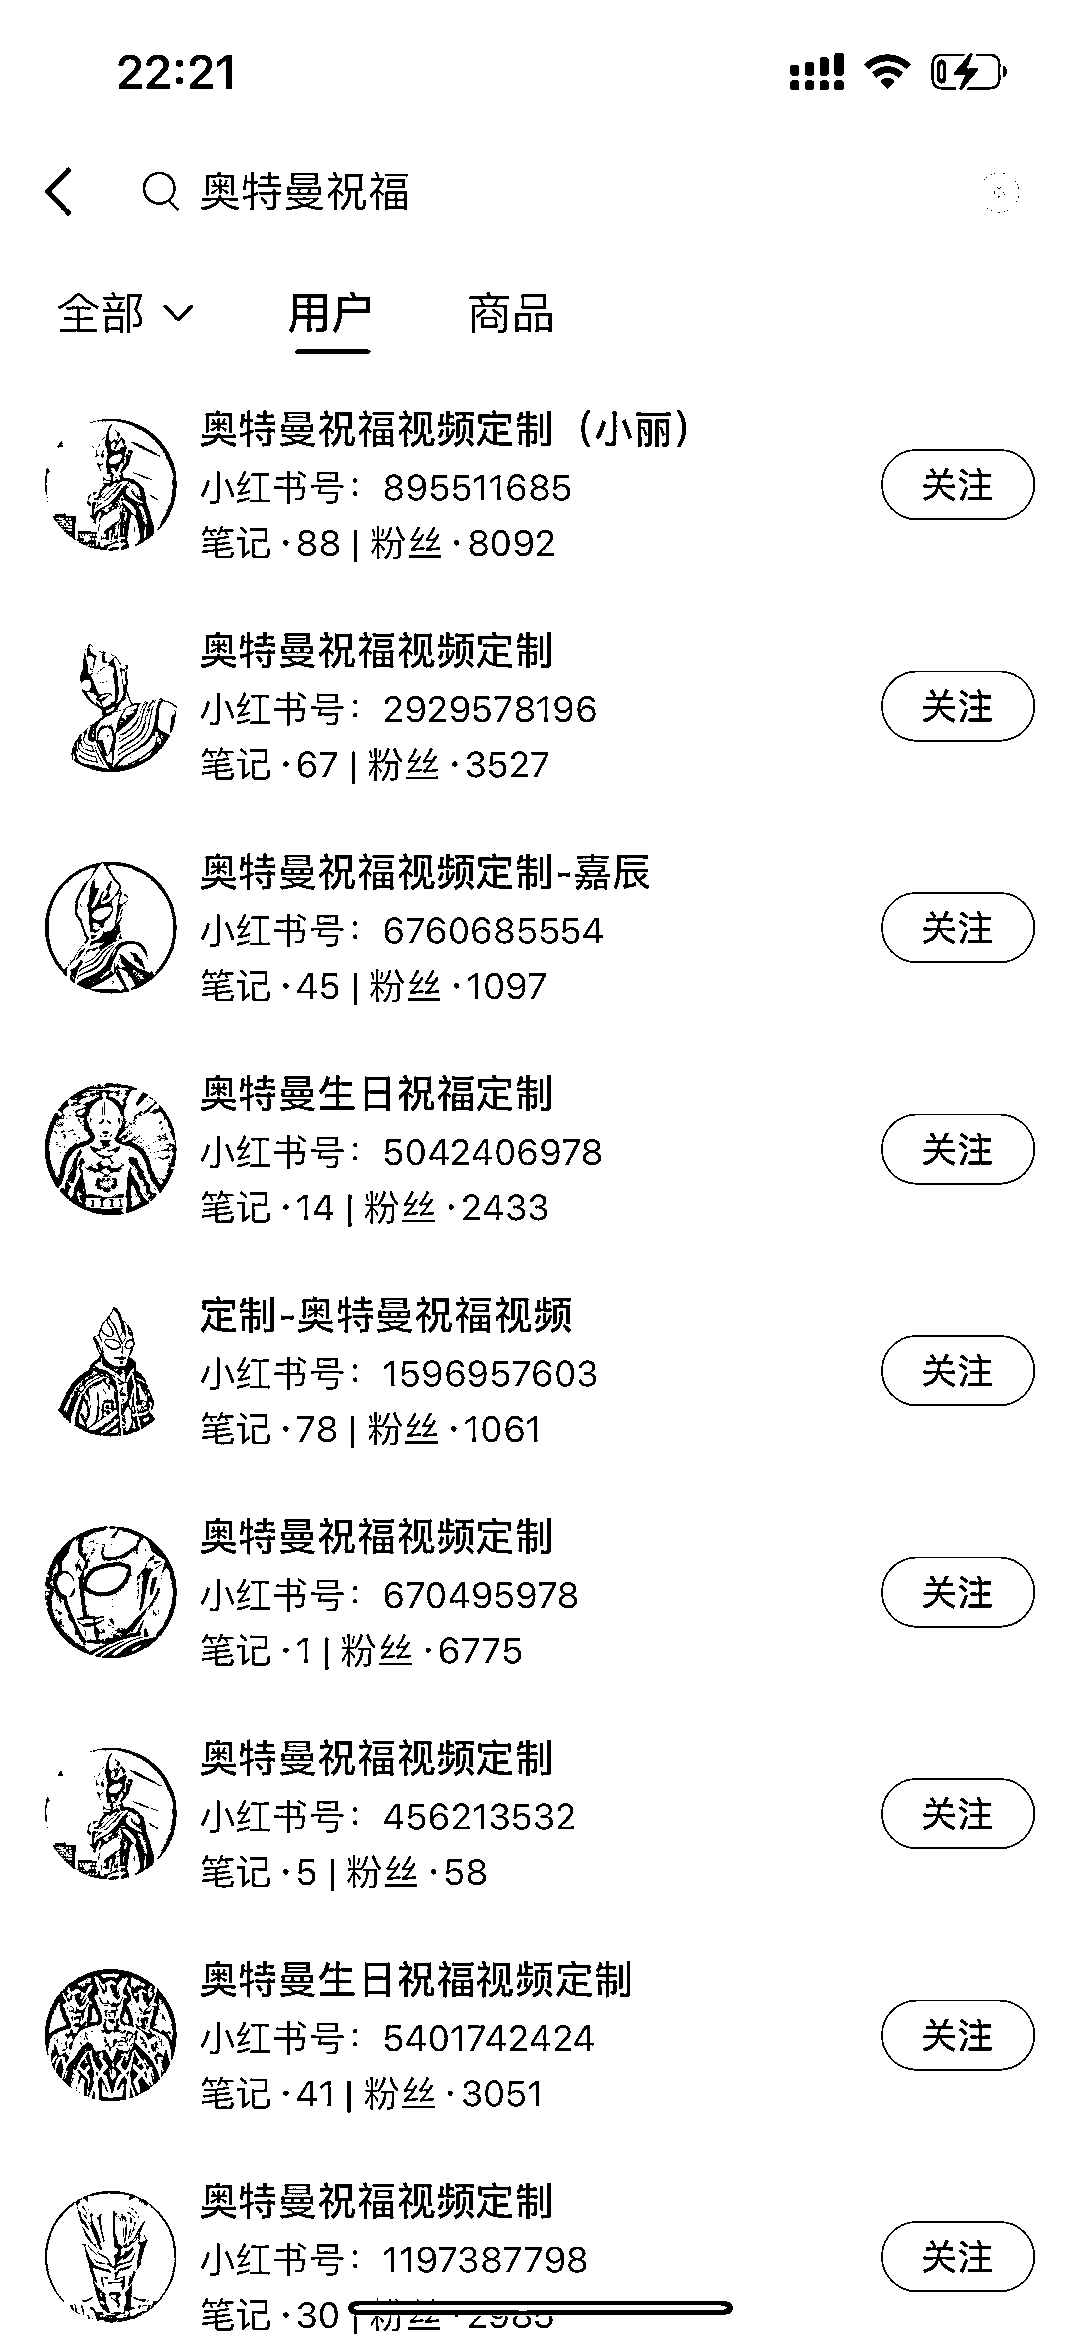 22:21
奥特曼祝福
全部 用户 商品
奥特曼祝福视频定制（小丽）
小红书号：895511685
关注
笔记·88 | 粉丝·8092
奥特曼祝福视频定制
小红书号：2929578196
关注
笔记·67 | 粉丝·3527
奥特曼祝福视频定制-嘉辰
小红书号：6760685554
关注
笔记·45 | 粉丝·1097
奥特曼生日祝福定制
小红书号：5042406978
关注
笔记·14 | 粉丝·2433
定制-奥特曼祝福视频
小红书号：1596957603
关注
笔记·78 | 粉丝·1061
奥特曼祝福视频定制
小红书号：670495978
关注
笔记·1 | 粉丝·6775
奥特曼祝福视频定制
小红书号：456213532
关注
笔记·5 | 粉丝·58
奥特曼生日祝福视频定制
小红书号：5401742424
关注
笔记·41 | 粉丝·3051
奥特曼祝福视频定制
小红书号：1197387798
关注
笔记·30 | 粉丝·2985